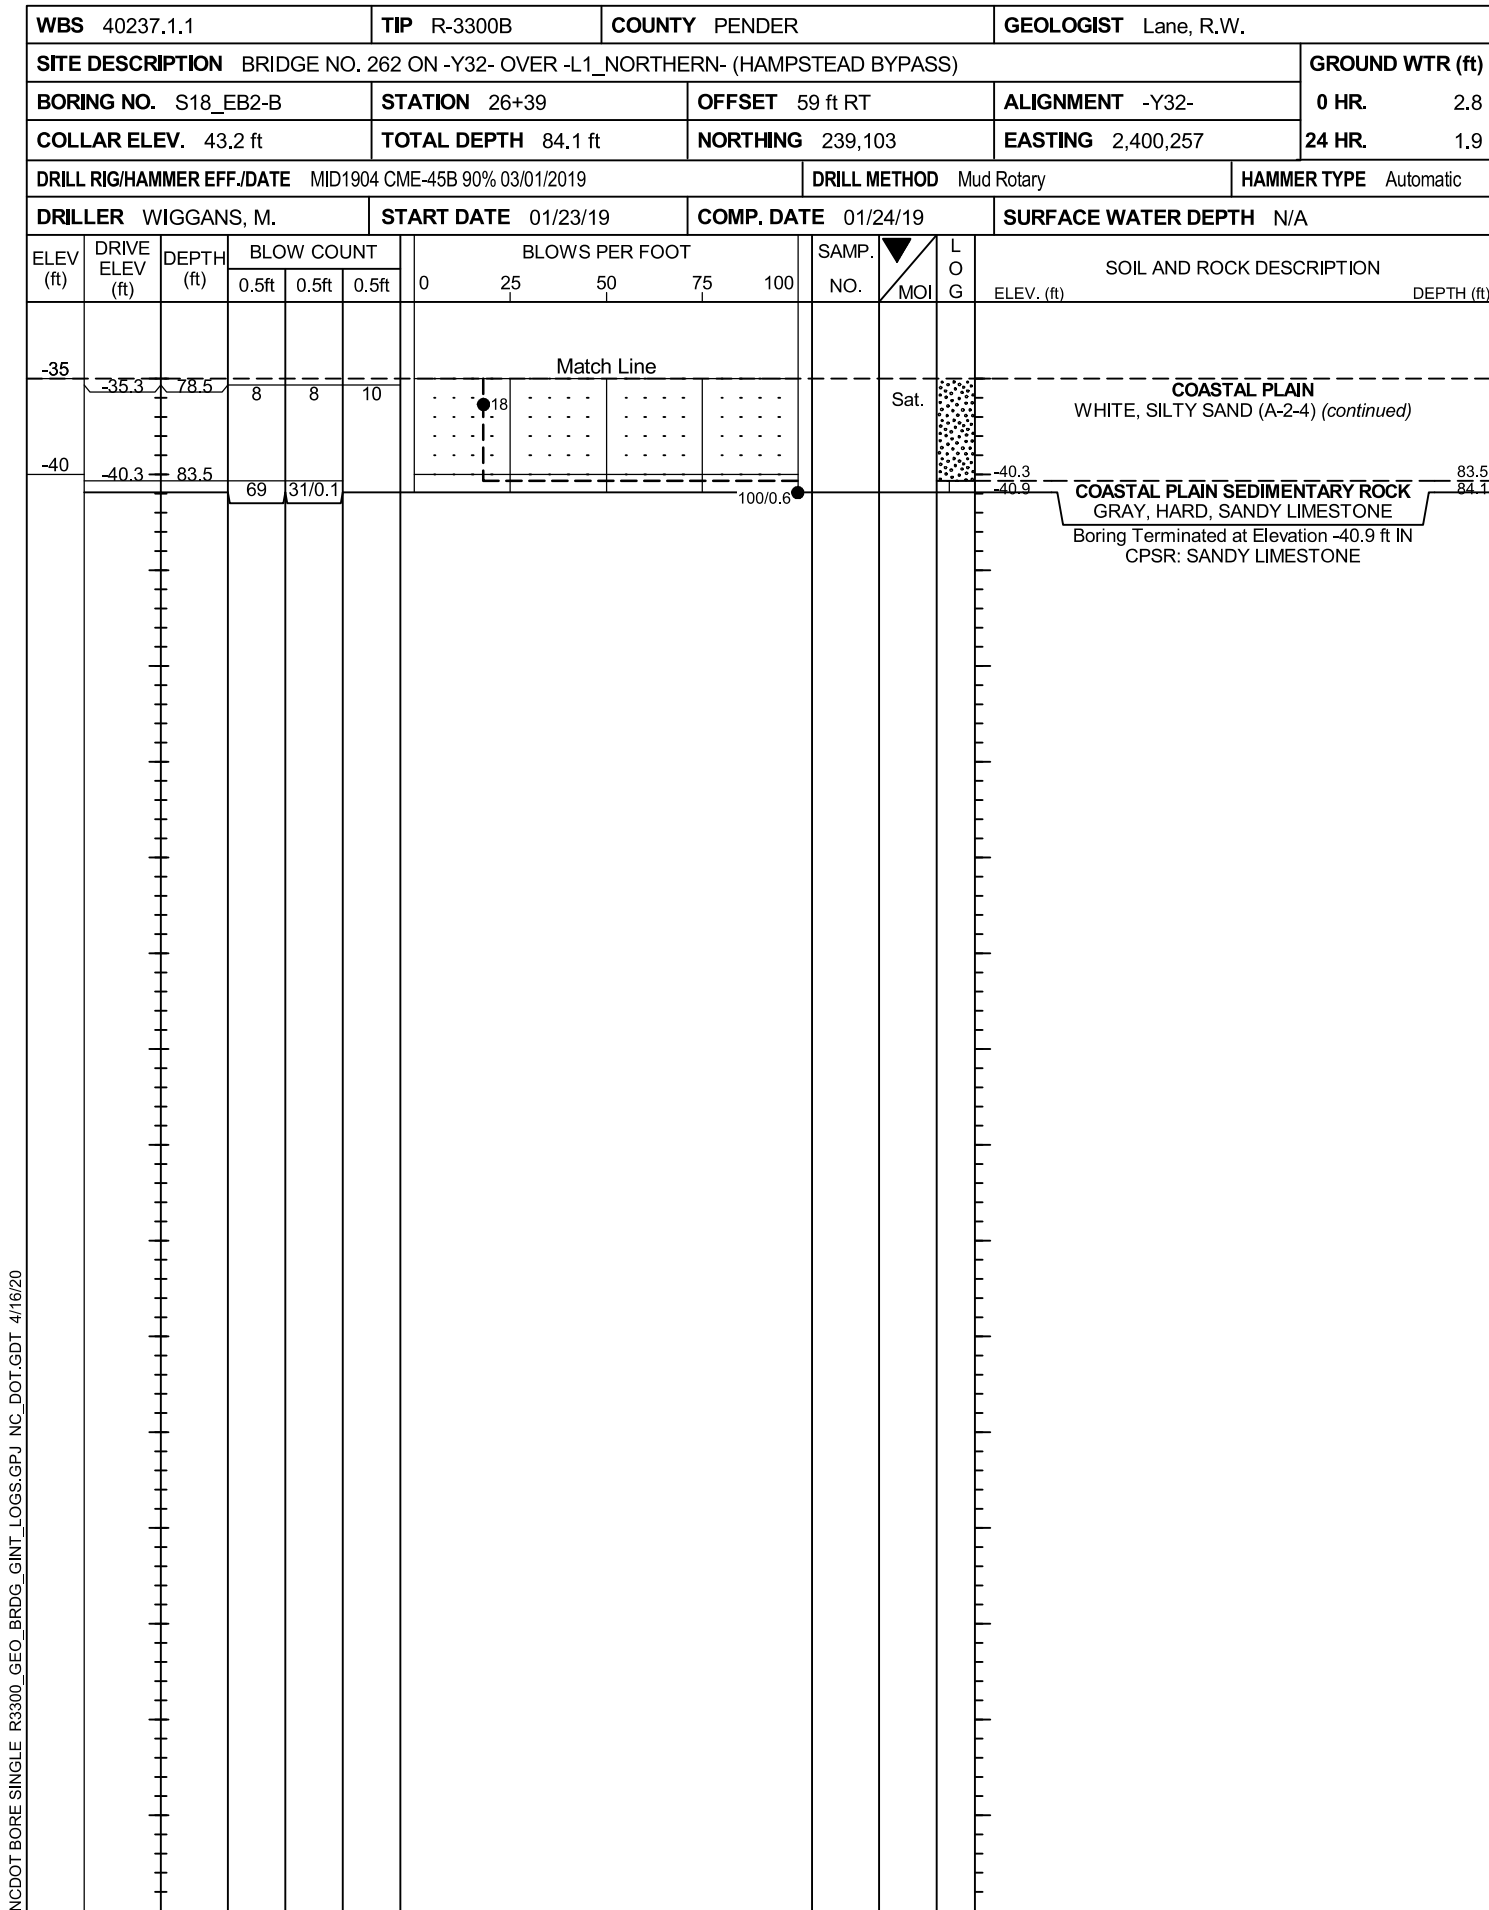 WBS 40237.1.1 TIP R-3300B COUNTY PENDER GEOLOGIST Lane, R.W.
SITE DESCRIPTION BRIDGE NO. 262 ON -Y32- OVER -L1_NORTHERN- (HAMPSTEAD BYPASS) GROUND WTR (ft)
BORING NO. S18_EB2-B STATION 26+39 OFFSET 59 ft RT ALIGNMENT -Y32- 0 HR. 2.8
COLLAR ELEV. 43.2 ft TOTAL DEPTH 84.1 ft NORTHING 239,103 EASTING 2,400,257 24 HR. 1.9
DRILL RIG/HAMMER EFF./DATE MID1904 CME-45B 90% 03/01/2019 DRILL METHOD Mud Rotary HAMMER TYPE Automatic
DRILLER WIGGANS, M. START DATE 01/23/19 COMP. DATE 01/24/19 SURFACE WATER DEPTH N/A
ELEV (ft) DRIVE ELEV (ft) DEPTH (ft) BLOW COUNT BLOWS PER FOOT SAMP. NO. MOI LOG SOIL AND ROCK DESCRIPTION
0.5ft 0.5ft 0.5ft 0 25 50 75 100 ELEV. (ft) DEPTH (ft)
-35 Match Line
-35.3 78.5 8 8 10 18 Sat. COASTAL PLAIN
WHITE, SILTY SAND (A-2-4) (continued)
-40 -40.3 83.5 -40.3 83.5
69 31/0.1 100/0.6 -40.9 COASTAL PLAIN SEDIMENTARY ROCK 84.1
GRAY, HARD, SANDY LIMESTONE
Boring Terminated at Elevation -40.9 ft IN
CPSR: SANDY LIMESTONE
NCDOT BORE SINGLE R3300_GEO_BRDG_GINT_LOGS.GPJ NC_DOT.GDT 4/16/20